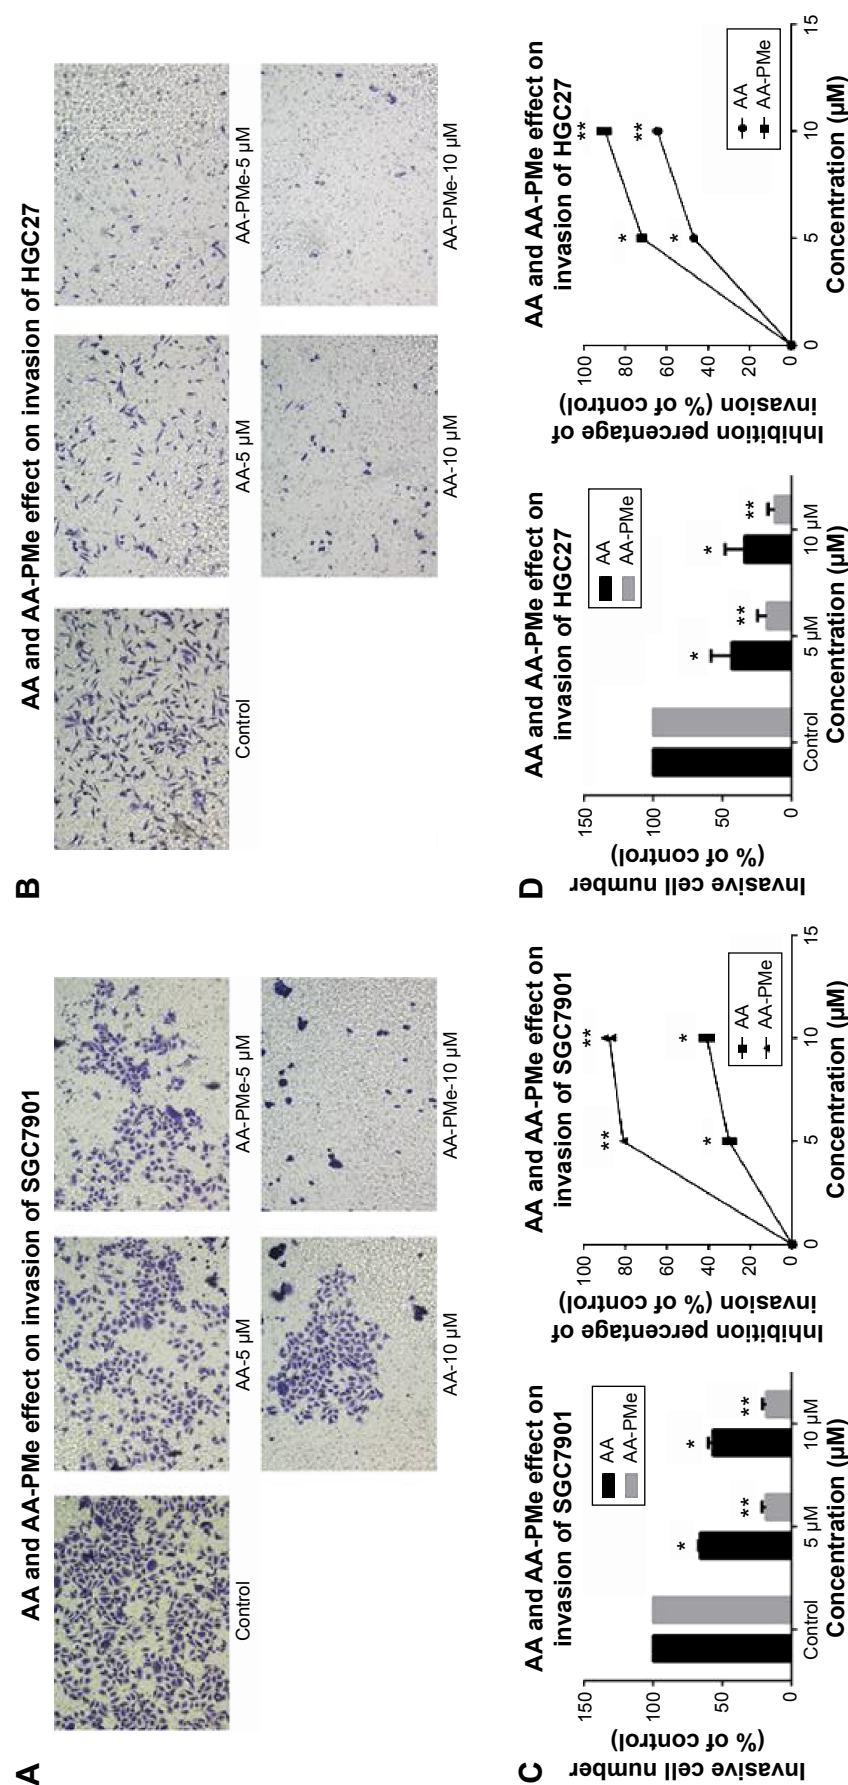 A
AA and AA-PMe effect on invasion of SGC7901
Control
AA-5 µM
AA-PMe-5 µM
AA-10 µM
AA-PMe-10 µM
B
AA and AA-PMe effect on invasion of HGC27
Control
AA-5 µM
AA-PMe-5 µM
AA-10 µM
AA-PMe-10 µM
C
AA and AA-PMe effect on
invasion of SGC7901
Invasive cell number
(% of control)
150
100
50
0
AA
AA-PMe
*
**
*
**
Control
5 µM
10 µM
Concentration (µM)
AA and AA-PMe effect on
invasion of SGC7901
Inhibition percentage of
invasion (% of control)
100
80
60
40
20
0
**
**
*
*
AA
AA-PMe
0
5
10
15
Concentration (µM)
D
AA and AA-PMe effect on
invasion of HGC27
Invasive cell number
(% of control)
150
100
50
0
AA
AA-PMe
*
**
*
**
Control
5 µM
10 µM
Concentration (µM)
AA and AA-PMe effect on
invasion of HGC27
Inhibition percentage of
invasion (% of control)
100
80
60
40
20
0
*
**
*
**
AA
AA-PMe
0
5
10
15
Concentration (µM)